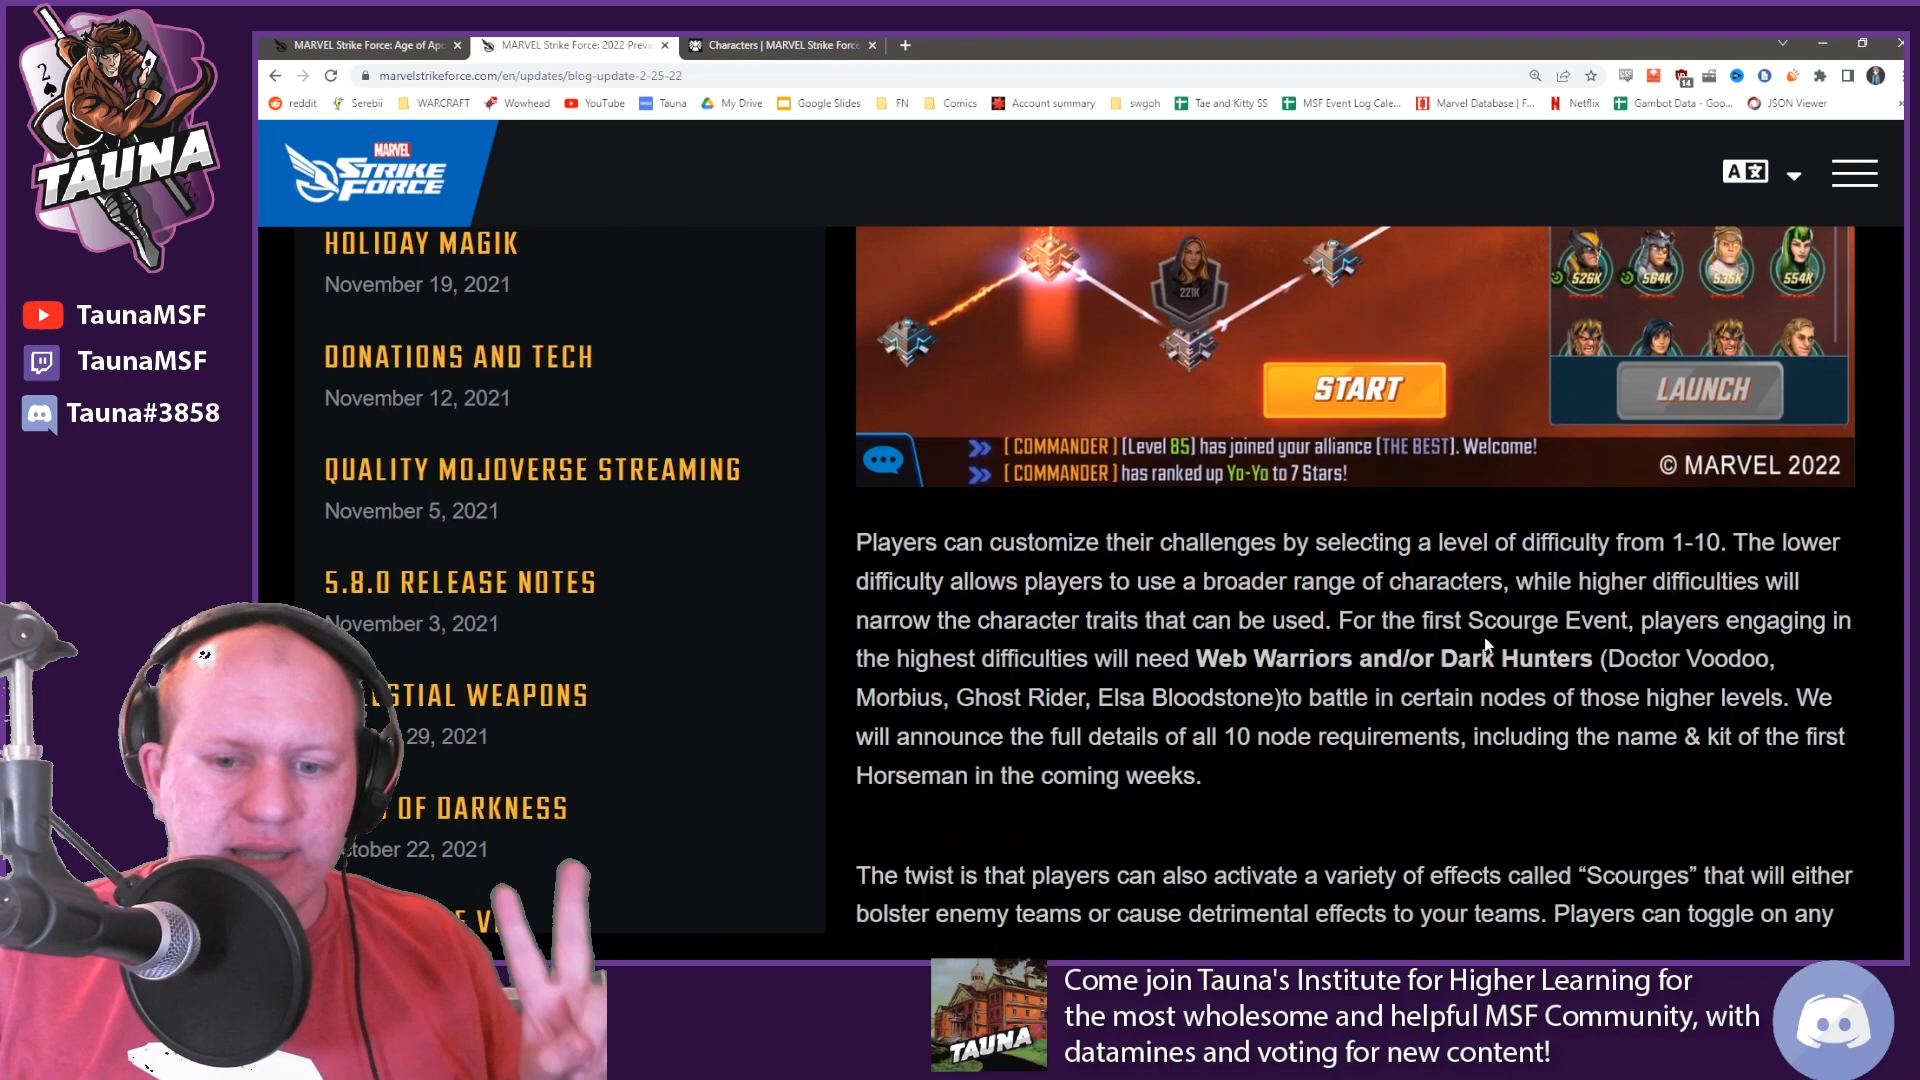 MARVEL Strike Force: Age of Apo
MARVEL Strike Force: 2022 Previ
Characters | MARVEL Strike Force
marvelstrikeforce.com/en/updates/blog-update-2-25-22
14
reddit
Serebii
WARCRAFT
Wowhead
YouTube
Tauna
My Drive
Google Slides
FN
Comics
Account summary
swgoh
Tae and Kitty SS
MSF Event Log Cale...
Marvel Database | F...
Netflix
Gambot Data - Goo...
JSON Viewer
2
TAUNA
TaunaMSF
TaunaMSF
Tauna#3858
MARVEL
STRIKE
FORCE
HOLIDAY MAGIK
November 19, 2021
DONATIONS AND TECH
November 12, 2021
QUALITY MOJOVERSE STREAMING
November 5, 2021
5.8.0 RELEASE NOTES
November 3, 2021
ESTIAL WEAPONS
29, 2021
OF DARKNESS
tober 22, 2021
221K
526K
564K
535K
554K
START
LAUNCH
[ COMMANDER ] (Level 85) has joined your alliance [THE BEST]. Welcome!
[ COMMANDER ] has ranked up Yo-Yo to 7 Stars!
© MARVEL 2022
Players can customize their challenges by selecting a level of difficulty from 1-10. The lower
difficulty allows players to use a broader range of characters, while higher difficulties will
narrow the character traits that can be used. For the first Scourge Event, players engaging in
the highest difficulties will need Web Warriors and/or Dark Hunters (Doctor Voodoo,
Morbius, Ghost Rider, Elsa Bloodstone)to battle in certain nodes of those higher levels. We
will announce the full details of all 10 node requirements, including the name & kit of the first
Horseman in the coming weeks.
The twist is that players can also activate a variety of effects called “Scourges” that will either
bolster enemy teams or cause detrimental effects to your teams. Players can toggle on any
TAUNA
Come join Tauna's Institute for Higher Learning for
the most wholesome and helpful MSF Community, with
datamines and voting for new content!